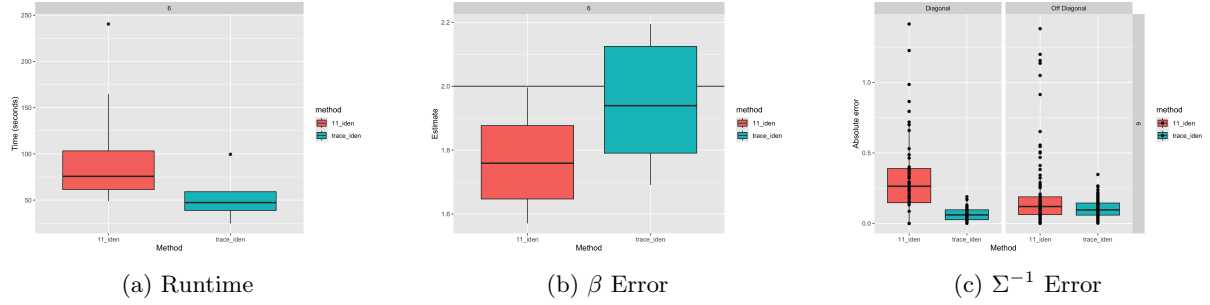 6
250
200
150
100
50
Time (seconds)
11_iden
trace_iden
Method
method
11_iden
trace_iden
(a) Runtime
6
2.2
2.0
1.8
1.6
Estimate
11_iden
trace_iden
Method
method
11_iden
trace_iden
(b) β Error
Diagonal
Off Diagonal
1.0
0.5
0.0
Absolute error
6
11_iden
trace_iden
11_iden
trace_iden
Method
method
11_iden
trace_iden
(c) Σ⁻¹ Error